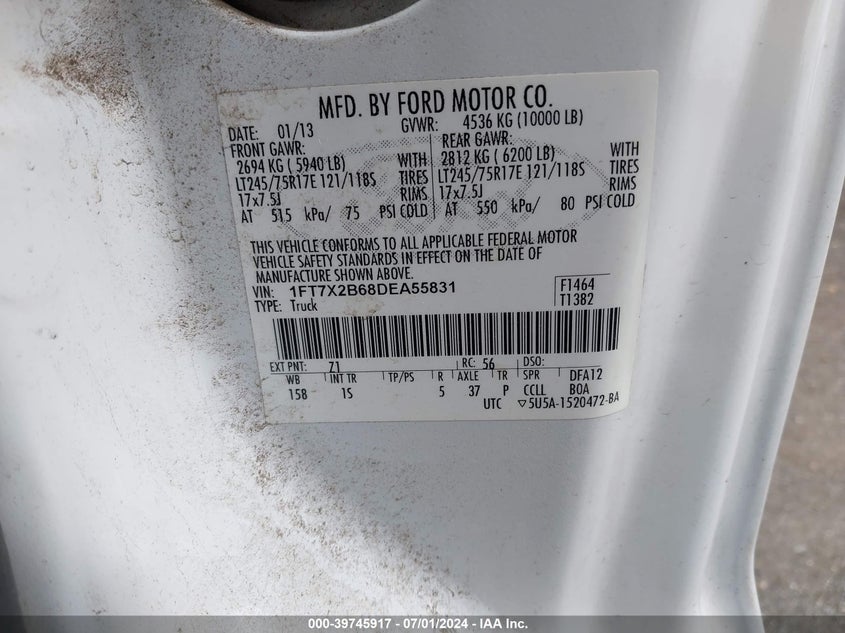 MFD. BY FORD MOTOR CO.
DATE: 01/13 GVWR: 4536 KG (10000 LB)
FRONT GAWR: REAR GAWR:
2694 KG ( 5940 LB) WITH 2812 KG ( 6200 LB) WITH
LT245/75R17E 121/118S TIRES LT245/75R17E 121/118S TIRES
17x7.5J RIMS 17x7.5J RIMS
AT 515 kPa/ 75 PSI COLD AT 550 kPa/ 80 PSI COLD
THIS VEHICLE CONFORMS TO ALL APPLICABLE FEDERAL MOTOR
VEHICLE SAFETY STANDARDS IN EFFECT ON THE DATE OF
MANUFACTURE SHOWN ABOVE.
VIN: 1FT7X2B68DEA55831 F1464
TYPE: Truck T1382
EXT PNT: Z1 RC: 56 DSO:
WB INT TR TP/PS R AXLE TR SPR DFA12
158 1S 5 37 P CCLL BOA
UTC ▽5U5A-1520472-BA
000-39745917 - 07/01/2024 - IAA Inc.